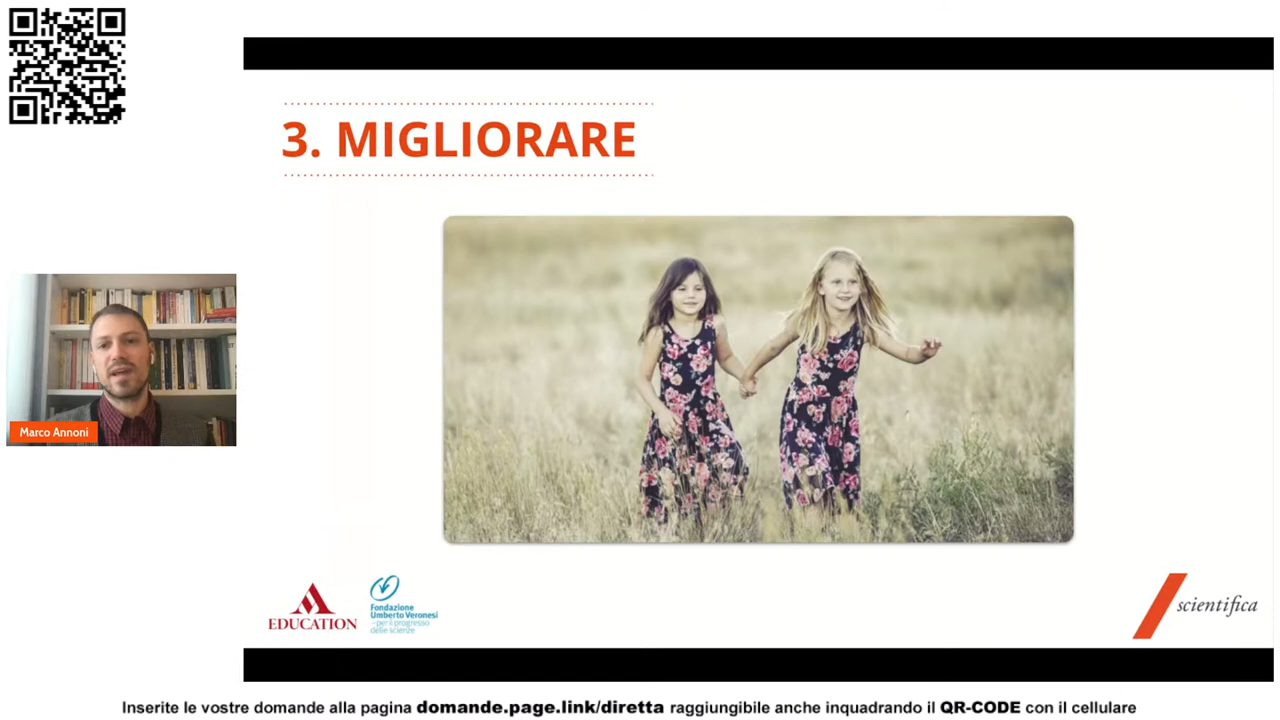 3. MIGLIORARE
Marco Annoni
EDUCATION
Fondazione
Umberto Veronesi
–per il progresso
delle scienze
scientifica
Inserite le vostre domande alla pagina domande.page.link/diretta raggiungibile anche inquadrando il QR-CODE con il cellulare